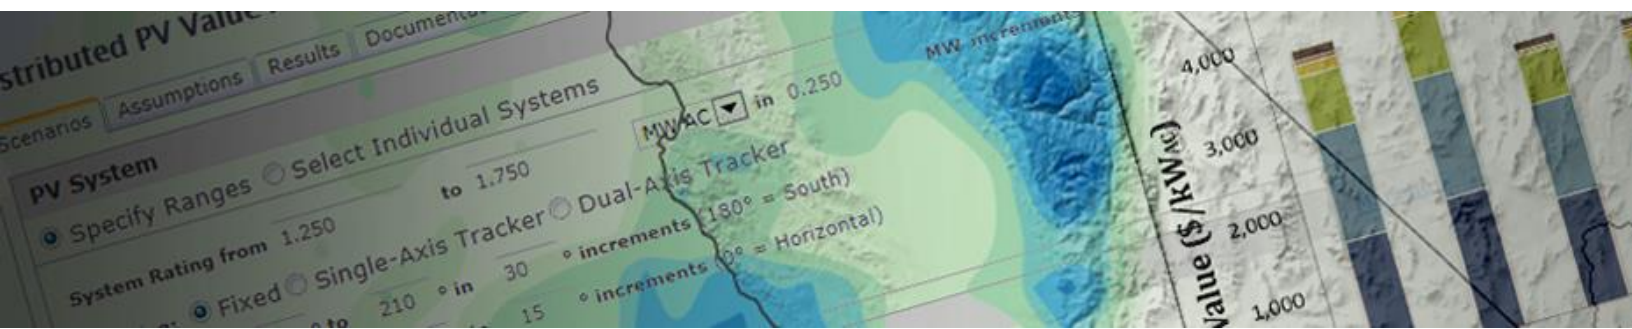 stributed PV Value
Scenarios Assumptions Results Documentat
PV System
Specify Ranges Select Individual Systems
System Rating from 1.250 to 1.750 MW AC in 0.250 MW increments
Fixed Single-Axis Tracker Dual-Axis Tracker
to 210 ° in 30 ° increments (180° = South)
15 ° increments (0° = Horizontal)
Value ($/kWAC)
4,000
3,000
2,000
1,000